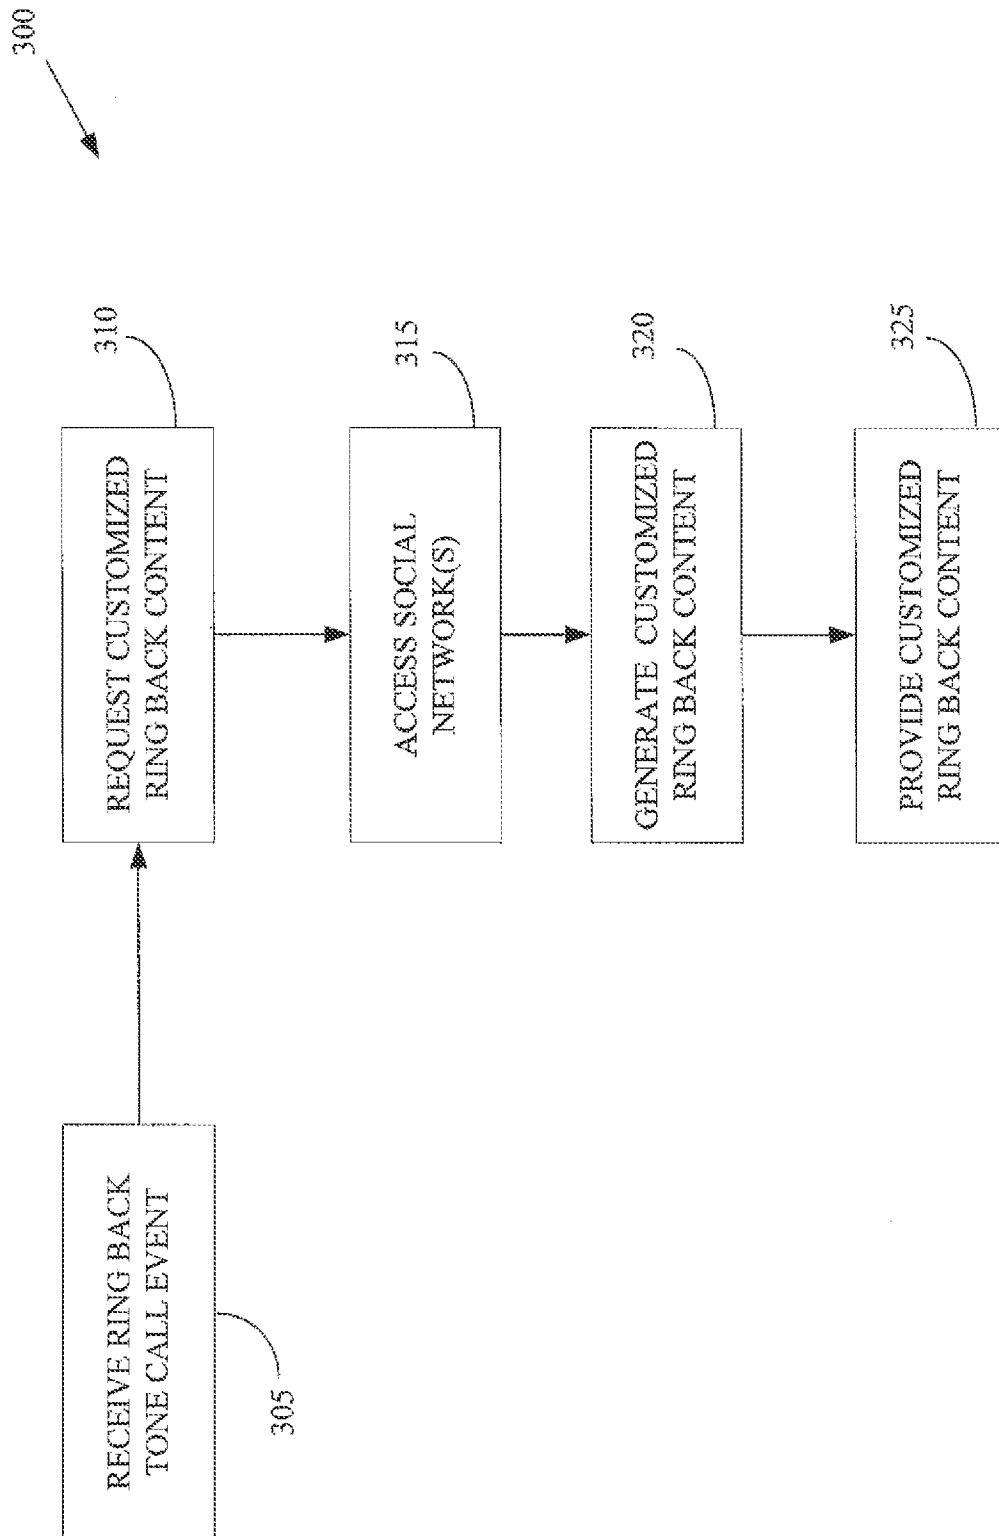 300
RECEIVE RING BACK
TONE CALL EVENT
305
REQUEST CUSTOMIZED
RING BACK CONTENT
310
ACCESS SOCIAL
NETWORK(S)
315
GENERATE CUSTOMIZED
RING BACK CONTENT
320
PROVIDE CUSTOMIZED
RING BACK CONTENT
325